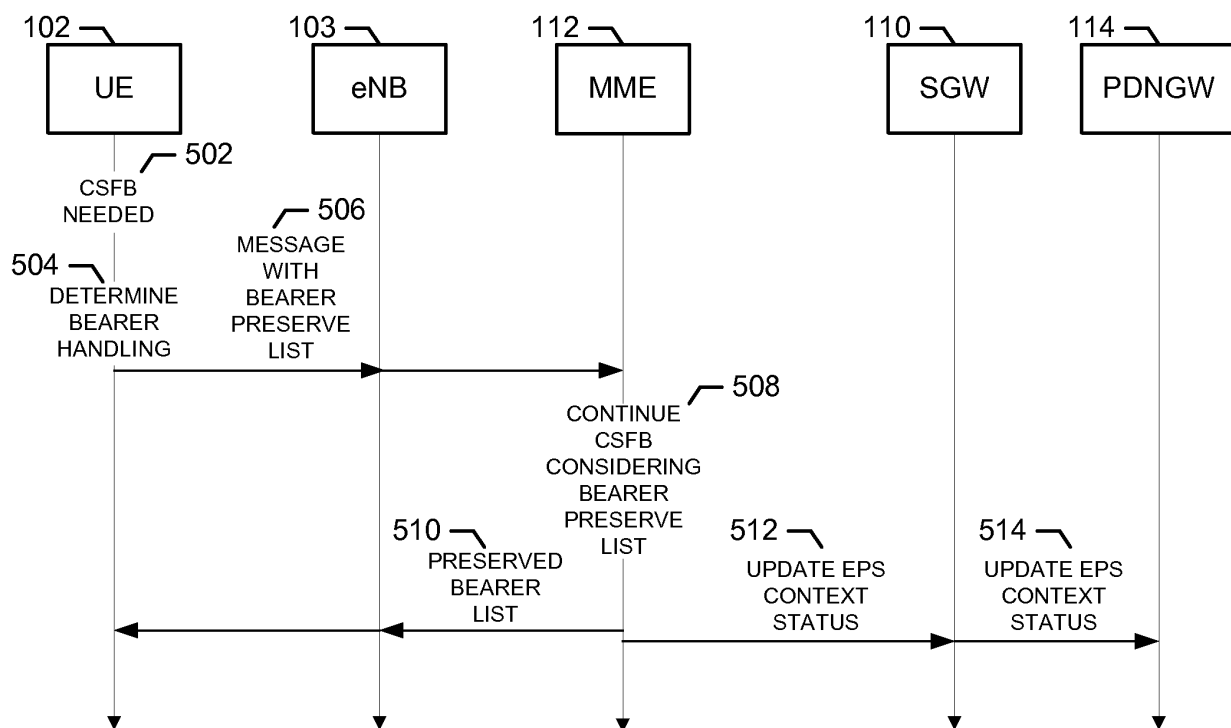 102
103
112
110
114
UE
eNB
MME
SGW
PDNGW
502
CSFB
NEEDED
506
MESSAGE
WITH
BEARER
PRESERVE
LIST
504
DETERMINE
BEARER
HANDLING
508
CONTINUE
CSFB
CONSIDERING
BEARER
PRESERVE
LIST
510
PRESERVED
BEARER
LIST
512
UPDATE EPS
CONTEXT
STATUS
514
UPDATE EPS
CONTEXT
STATUS